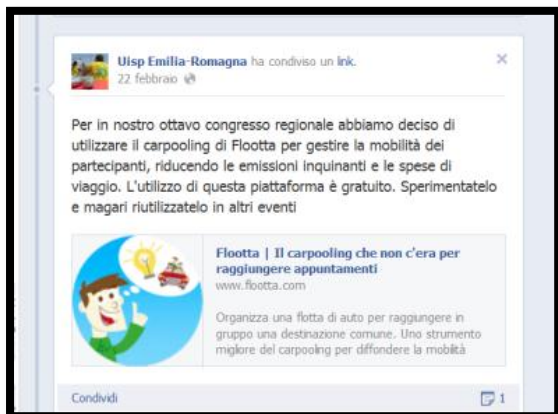 Uisp Emilia-Romagna ha condiviso un link.
22 febbraio
Per in nostro ottavo congresso regionale abbiamo deciso di
utilizzare il carpooling di Flootta per gestire la mobilità dei
partecipanti, riducendo le emissioni inquinanti e le spese di
viaggio. L'utilizzo di questa piattaforma è gratuito. Sperimentatelo
e magari riutilizzatelo in altri eventi
Flootta | Il carpooling che non c'era per
raggiungere appuntamenti
www.flootta.com
Organizza una flotta di auto per raggiungere in
gruppo una destinazione comune. Uno strumento
migliore del carpooling per diffondere la mobilità
Condividi
1